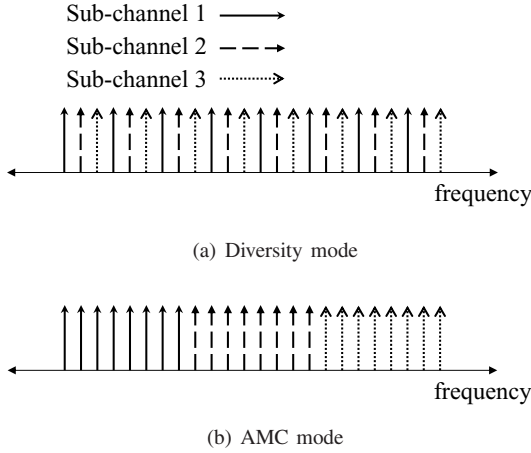 Sub-channel 1
Sub-channel 2
Sub-channel 3
frequency
(a) Diversity mode
frequency
(b) AMC mode